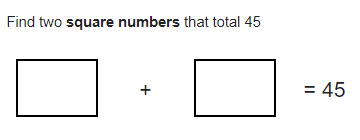 Find two square numbers that total 45
+ = 45